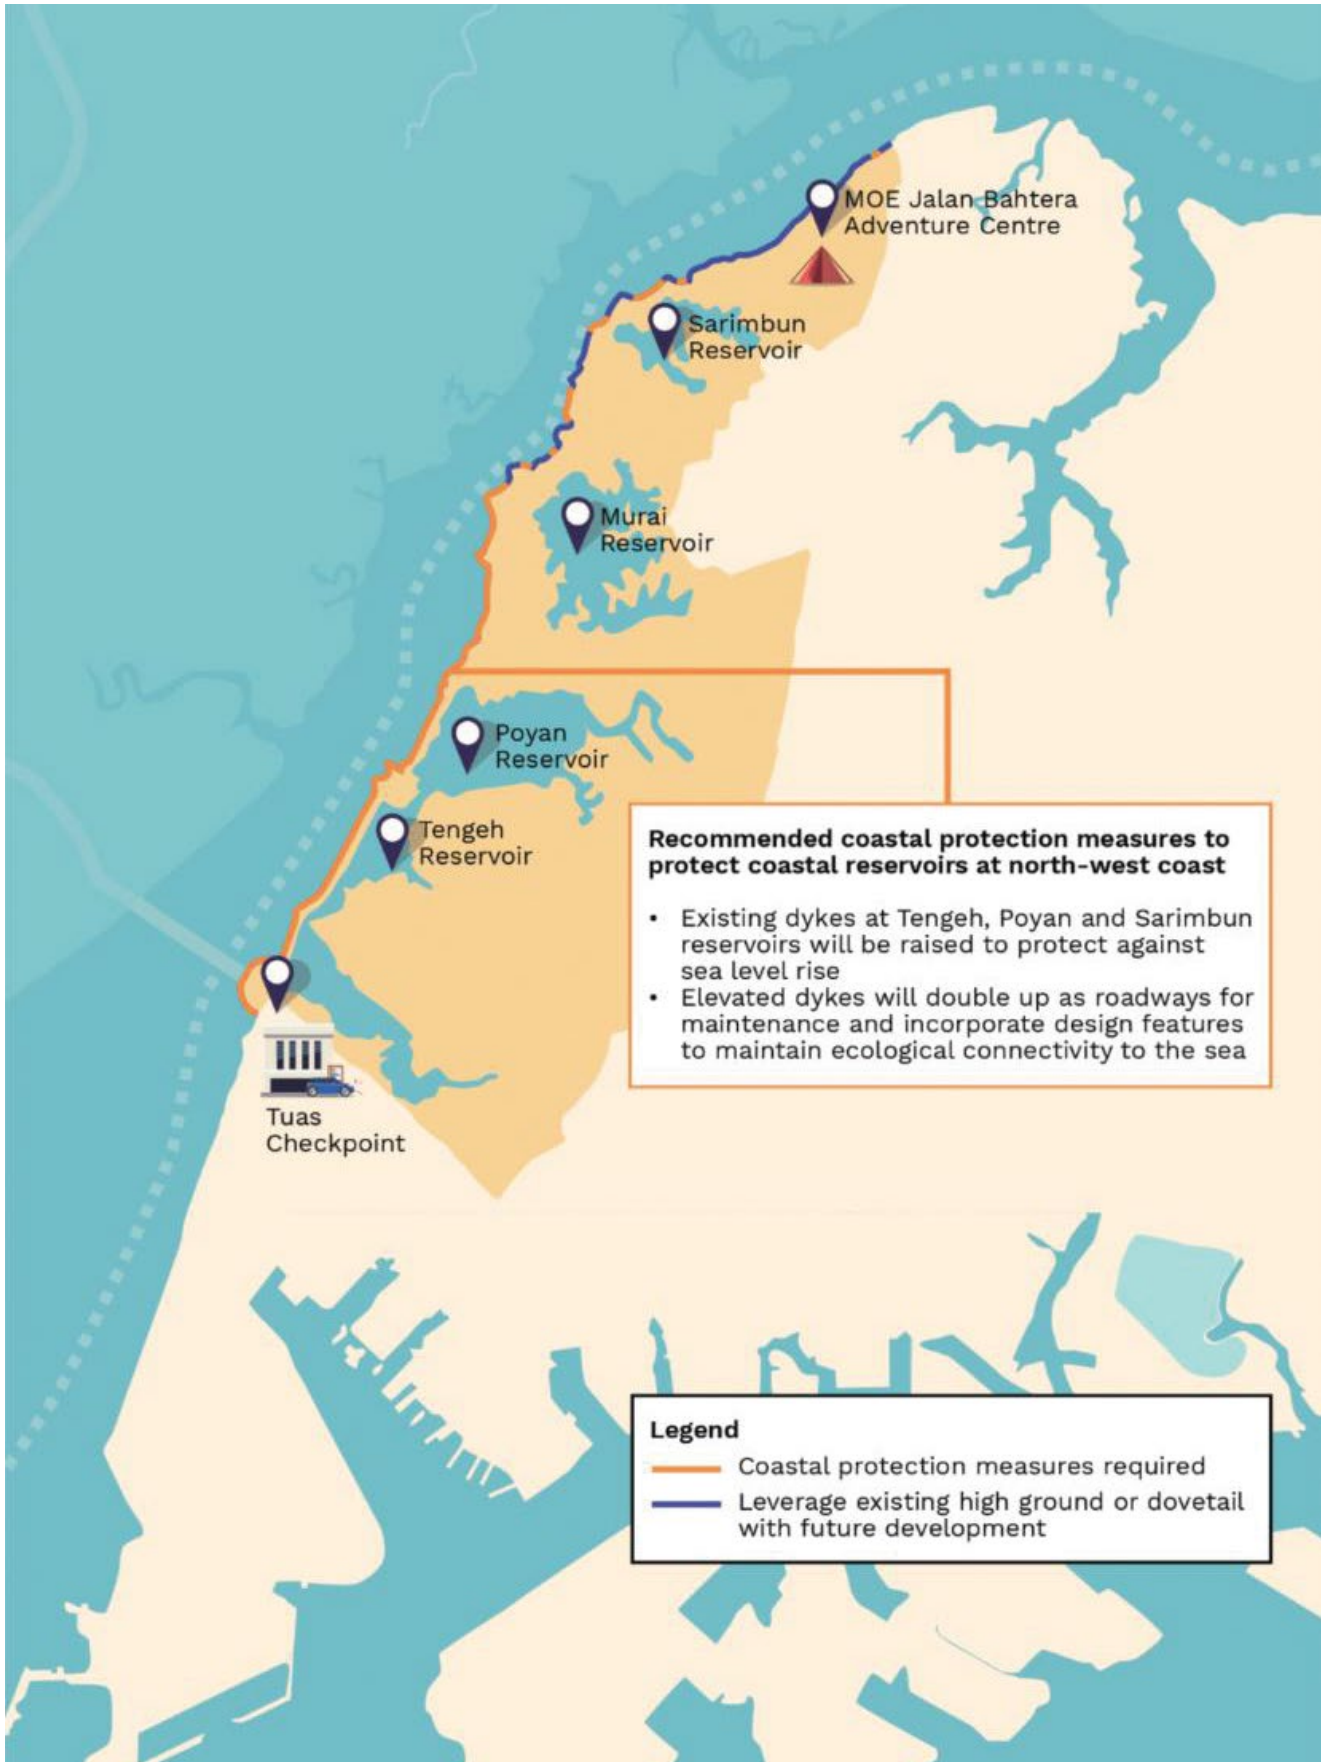 MOE Jalan Bahtera
Adventure Centre
Sarimbun
Reservoir
Murai
Reservoir
Poyan
Reservoir
Tengeh
Reservoir
Tuas
Checkpoint
Recommended coastal protection measures to
protect coastal reservoirs at north-west coast
• Existing dykes at Tengeh, Poyan and Sarimbun
reservoirs will be raised to protect against
sea level rise
• Elevated dykes will double up as roadways for
maintenance and incorporate design features
to maintain ecological connectivity to the sea
Legend
Coastal protection measures required
Leverage existing high ground or dovetail
with future development